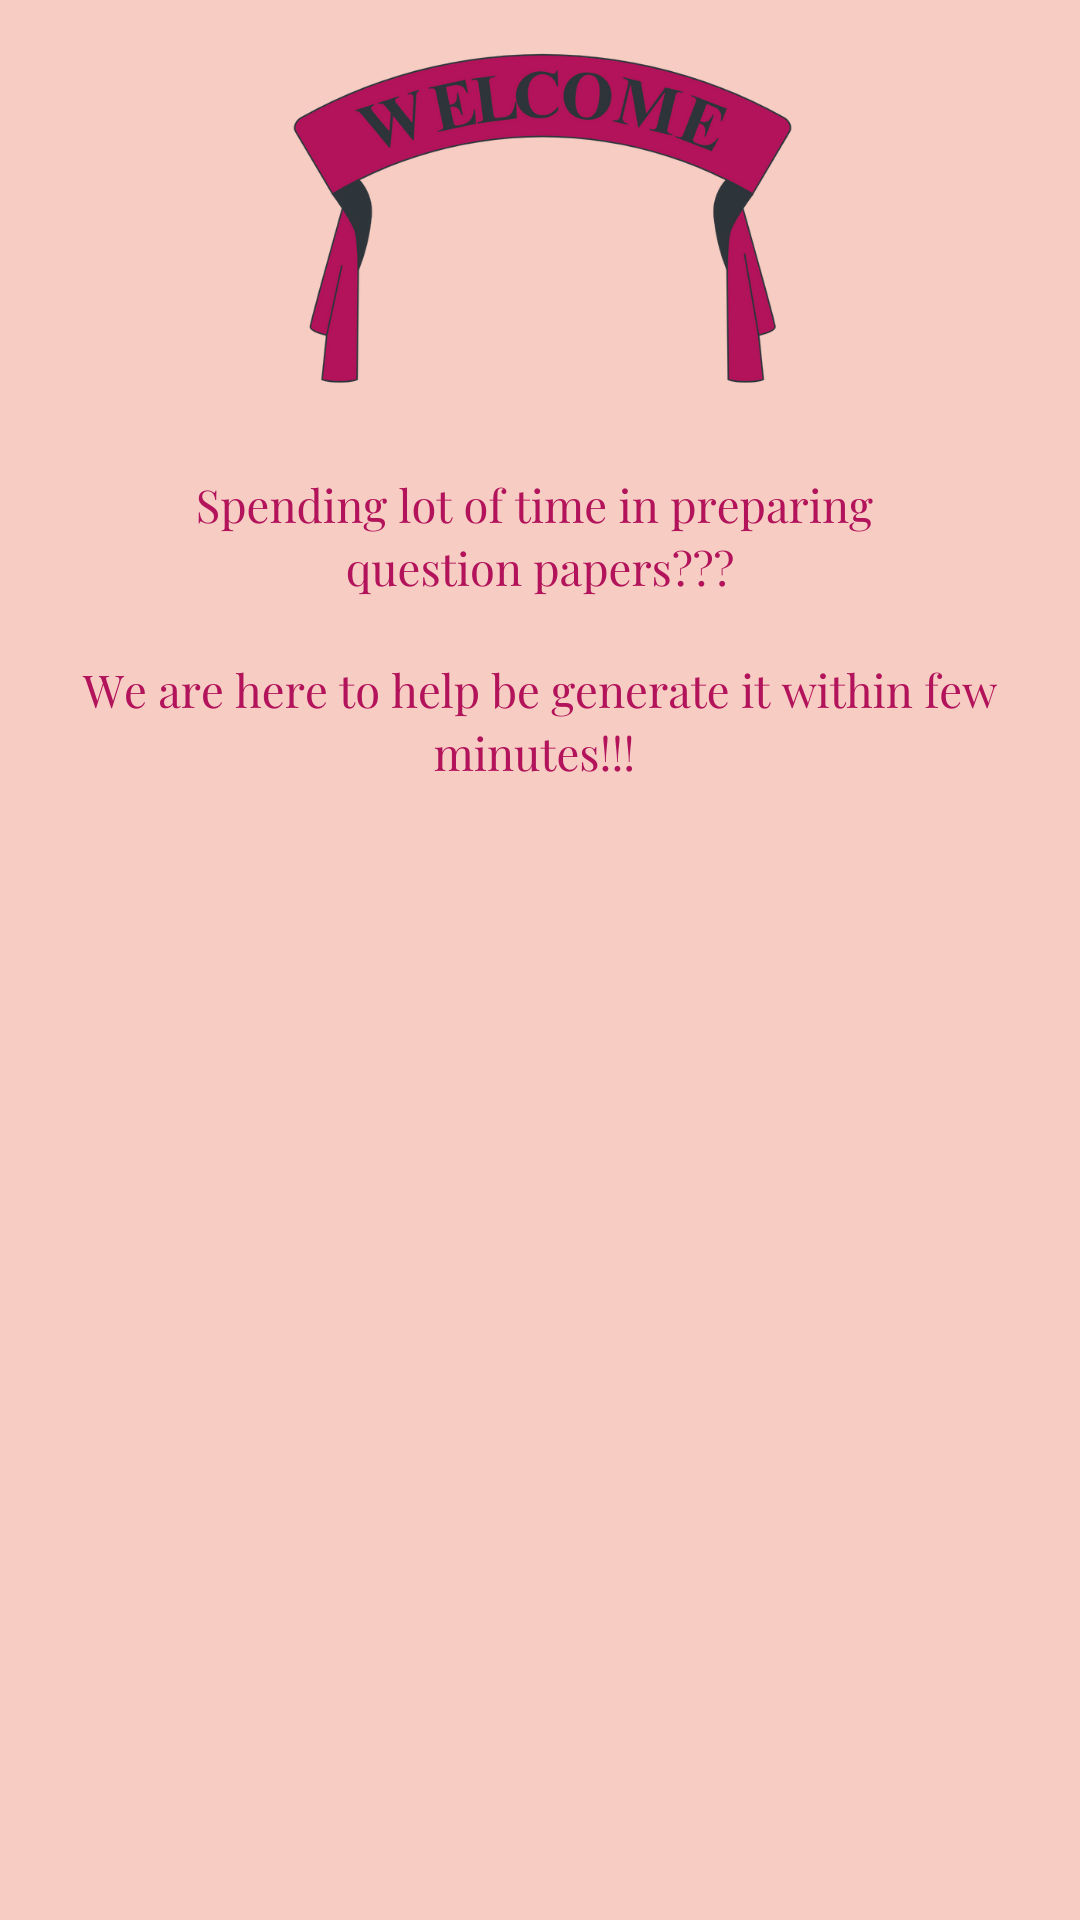 WELCOME
Spending lot of time in preparing
question papers???
We are here to help be generate it within few
minutes!!!